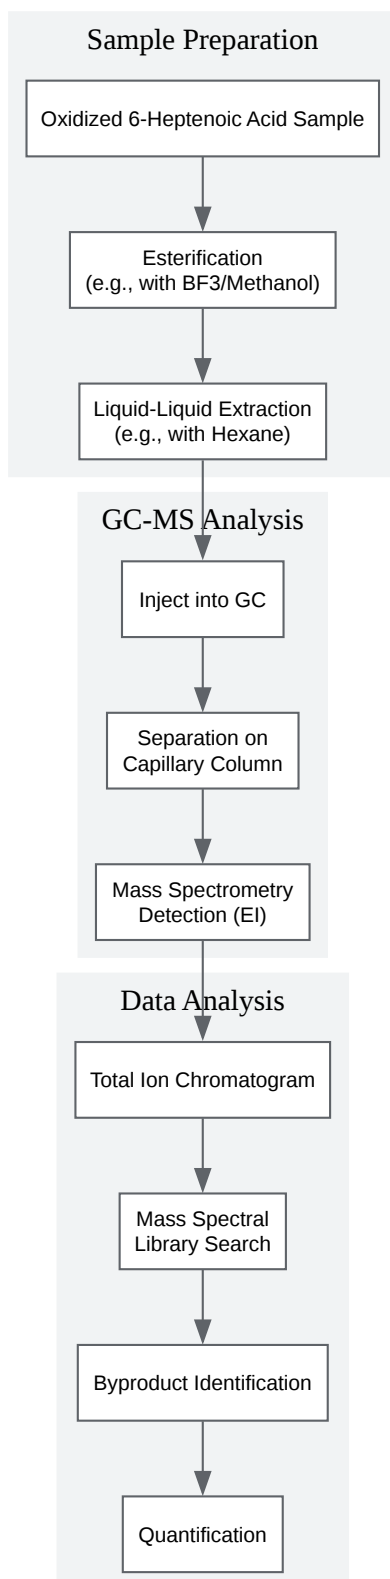 Sample Preparation
Oxidized 6-Heptenoic Acid Sample
Esterification
(e.g., with BF3/Methanol)
Liquid-Liquid Extraction
(e.g., with Hexane)
GC-MS Analysis
Inject into GC
Separation on
Capillary Column
Mass Spectrometry
Detection (EI)
Data Analysis
Total Ion Chromatogram
Mass Spectral
Library Search
Byproduct Identification
Quantification